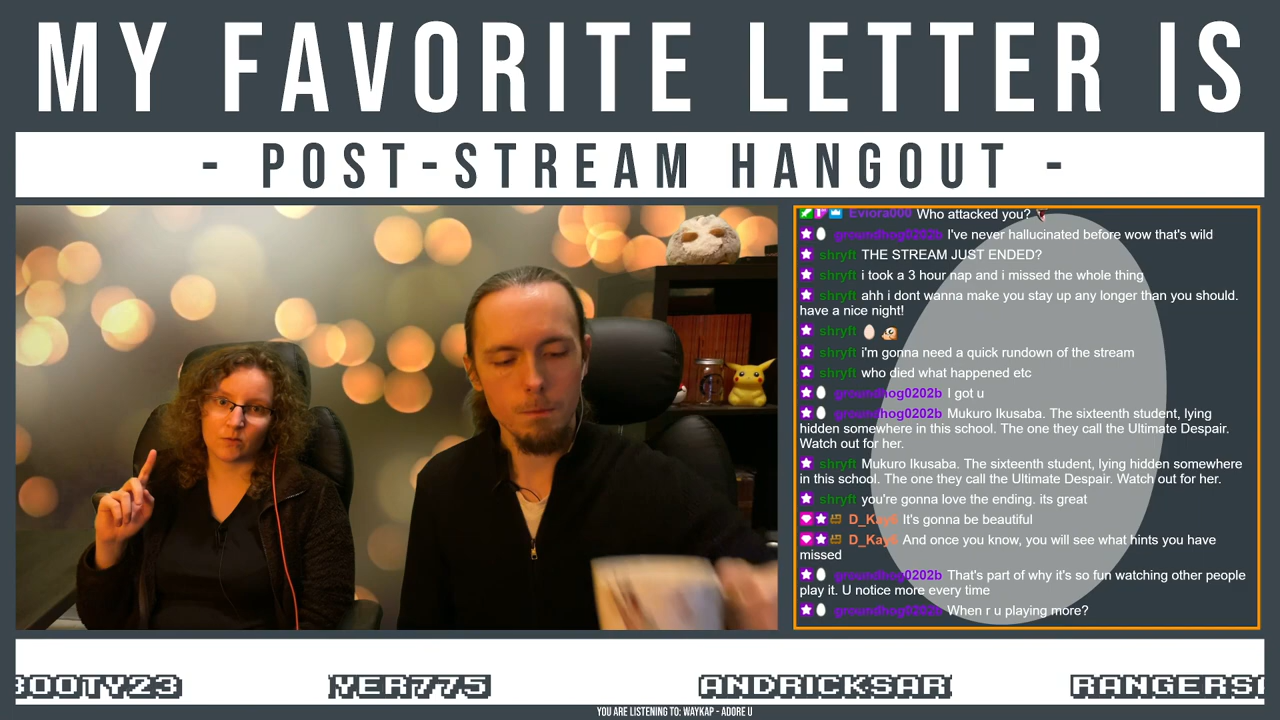 MY FAVORITE LETTER IS
- POST-STREAM HANGOUT -
Eviora000 Who attacked you?
groundhog0202b I've never hallucinated before wow that's wild
shryft THE STREAM JUST ENDED?
shryft i took a 3 hour nap and i missed the whole thing
shryft ahh i dont wanna make you stay up any longer than you should.
have a nice night!
shryft
shryft i'm gonna need a quick rundown of the stream
shryft who died what happened etc
groundhog0202b I got u
groundhog0202b Mukuro Ikusaba. The sixteenth student, lying
hidden somewhere in this school. The one they call the Ultimate Despair.
Watch out for her.
shryft Mukuro Ikusaba. The sixteenth student, lying hidden somewhere
in this school. The one they call the Ultimate Despair. Watch out for her.
shryft you're gonna love the ending. its great
It's gonna be beautiful
And once you know, you will see what hints you have
missed
groundhog0202b That's part of why it's so fun watching other people
play it. U notice more every time
groundhog0202b When r u playing more?
BOOTY23 VER775 ANDRICKSAR
YOU ARE LISTENING TO: WAYKAP - ADORE U